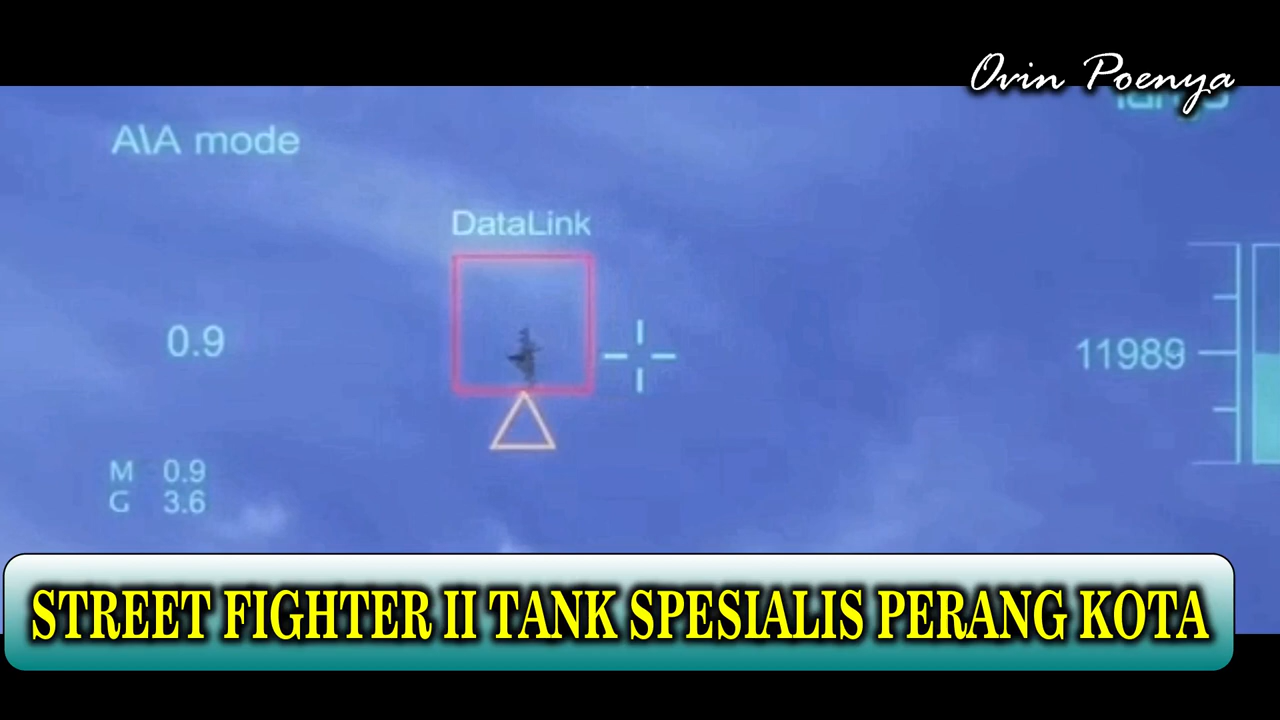 Ovin Poenya
A\A mode
DataLink
0.9
11989
M 0.9
G 3.6
STREET FIGHTER II TANK SPESIALIS PERANG KOTA